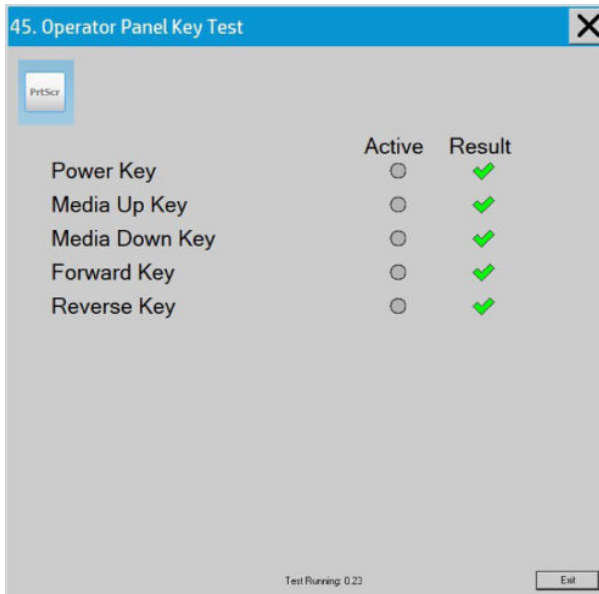 45. Operator Panel Key Test
PrtScr
Active Result
Power Key
Media Up Key
Media Down Key
Forward Key
Reverse Key
Test Running: 0.23
Exit